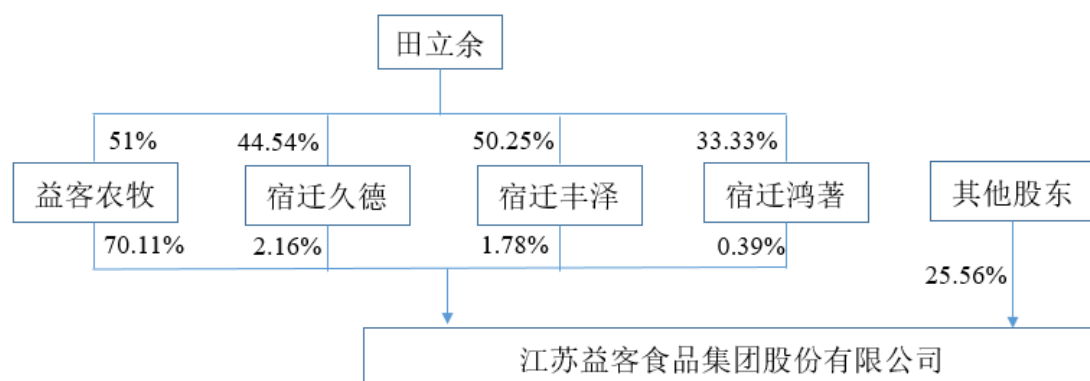 田立余
51%
44.54%
50.25%
33.33%
益客农牧
宿迁久德
宿迁丰泽
宿迁鸿著
其他股东
70.11%
2.16%
1.78%
0.39%
25.56%
江苏益客食品集团股份有限公司